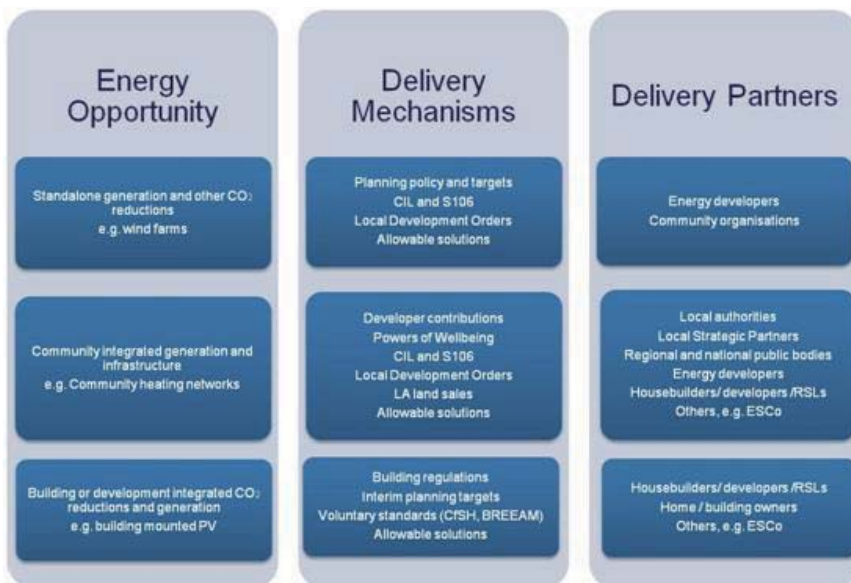 Energy
Opportunity
Standalone generation and other CO₂
reductions
e.g. wind farms
Community integrated generation and
infrastructure
e.g. Community heating networks
Building or development integrated CO₂
reductions and generation
e.g. building mounted PV
Delivery
Mechanisms
Planning policy and targets
CIL and S106
Local Development Orders
Allowable solutions
Developer contributions
Powers of Wellbeing
CIL and S106
Local Development Orders
LA land sales
Allowable solutions
Building regulations
Interim planning targets
Voluntary standards (CfSH, BREEAM)
Allowable solutions
Delivery Partners
Energy developers
Community organisations
Local authorities
Local Strategic Partners
Regional and national public bodies
Energy developers
Housebuilders/ developers /RSLs
Others, e.g. ESCo
Housebuilders/ developers /RSLs
Home / building owners
Others, e.g. ESCo